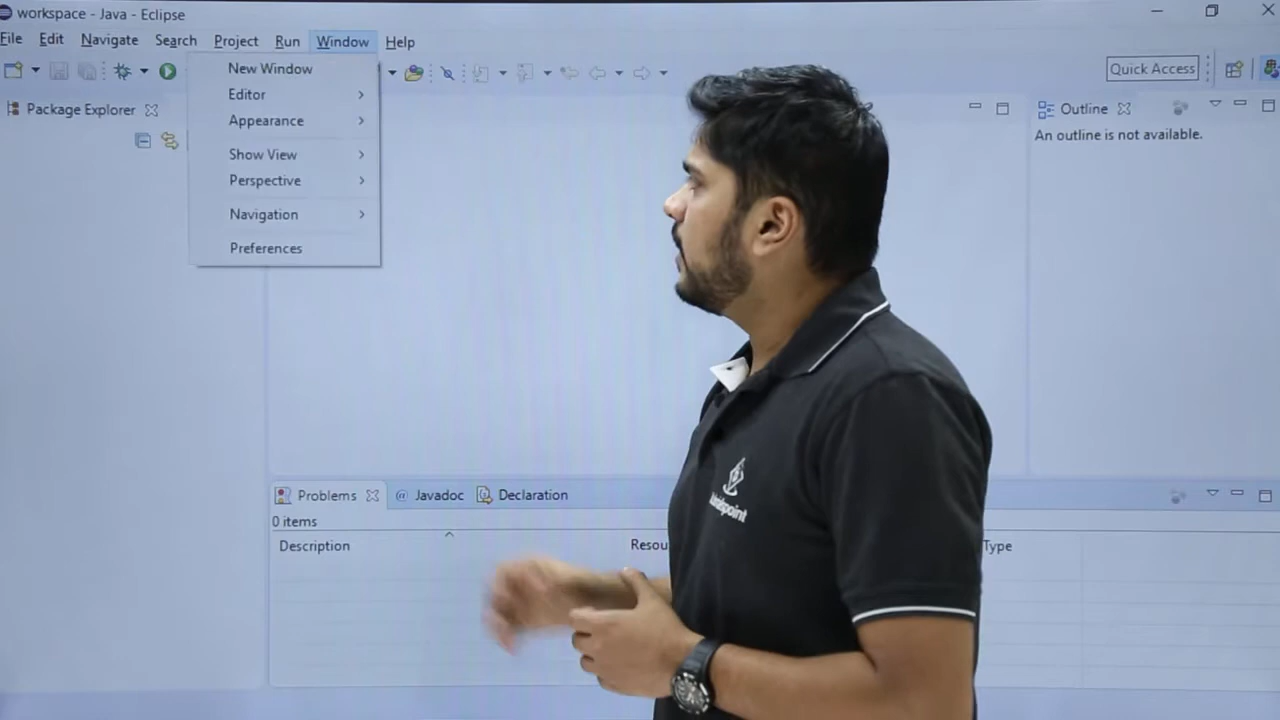 workspace - Java - Eclipse
File Edit Navigate Search Project Run Window Help
New Window
Editor
Appearance
Show View
Perspective
Navigation
Preferences
Quick Access
Package Explorer
Outline
An outline is not available.
Problems @ Javadoc Declaration
0 items
Description
Type